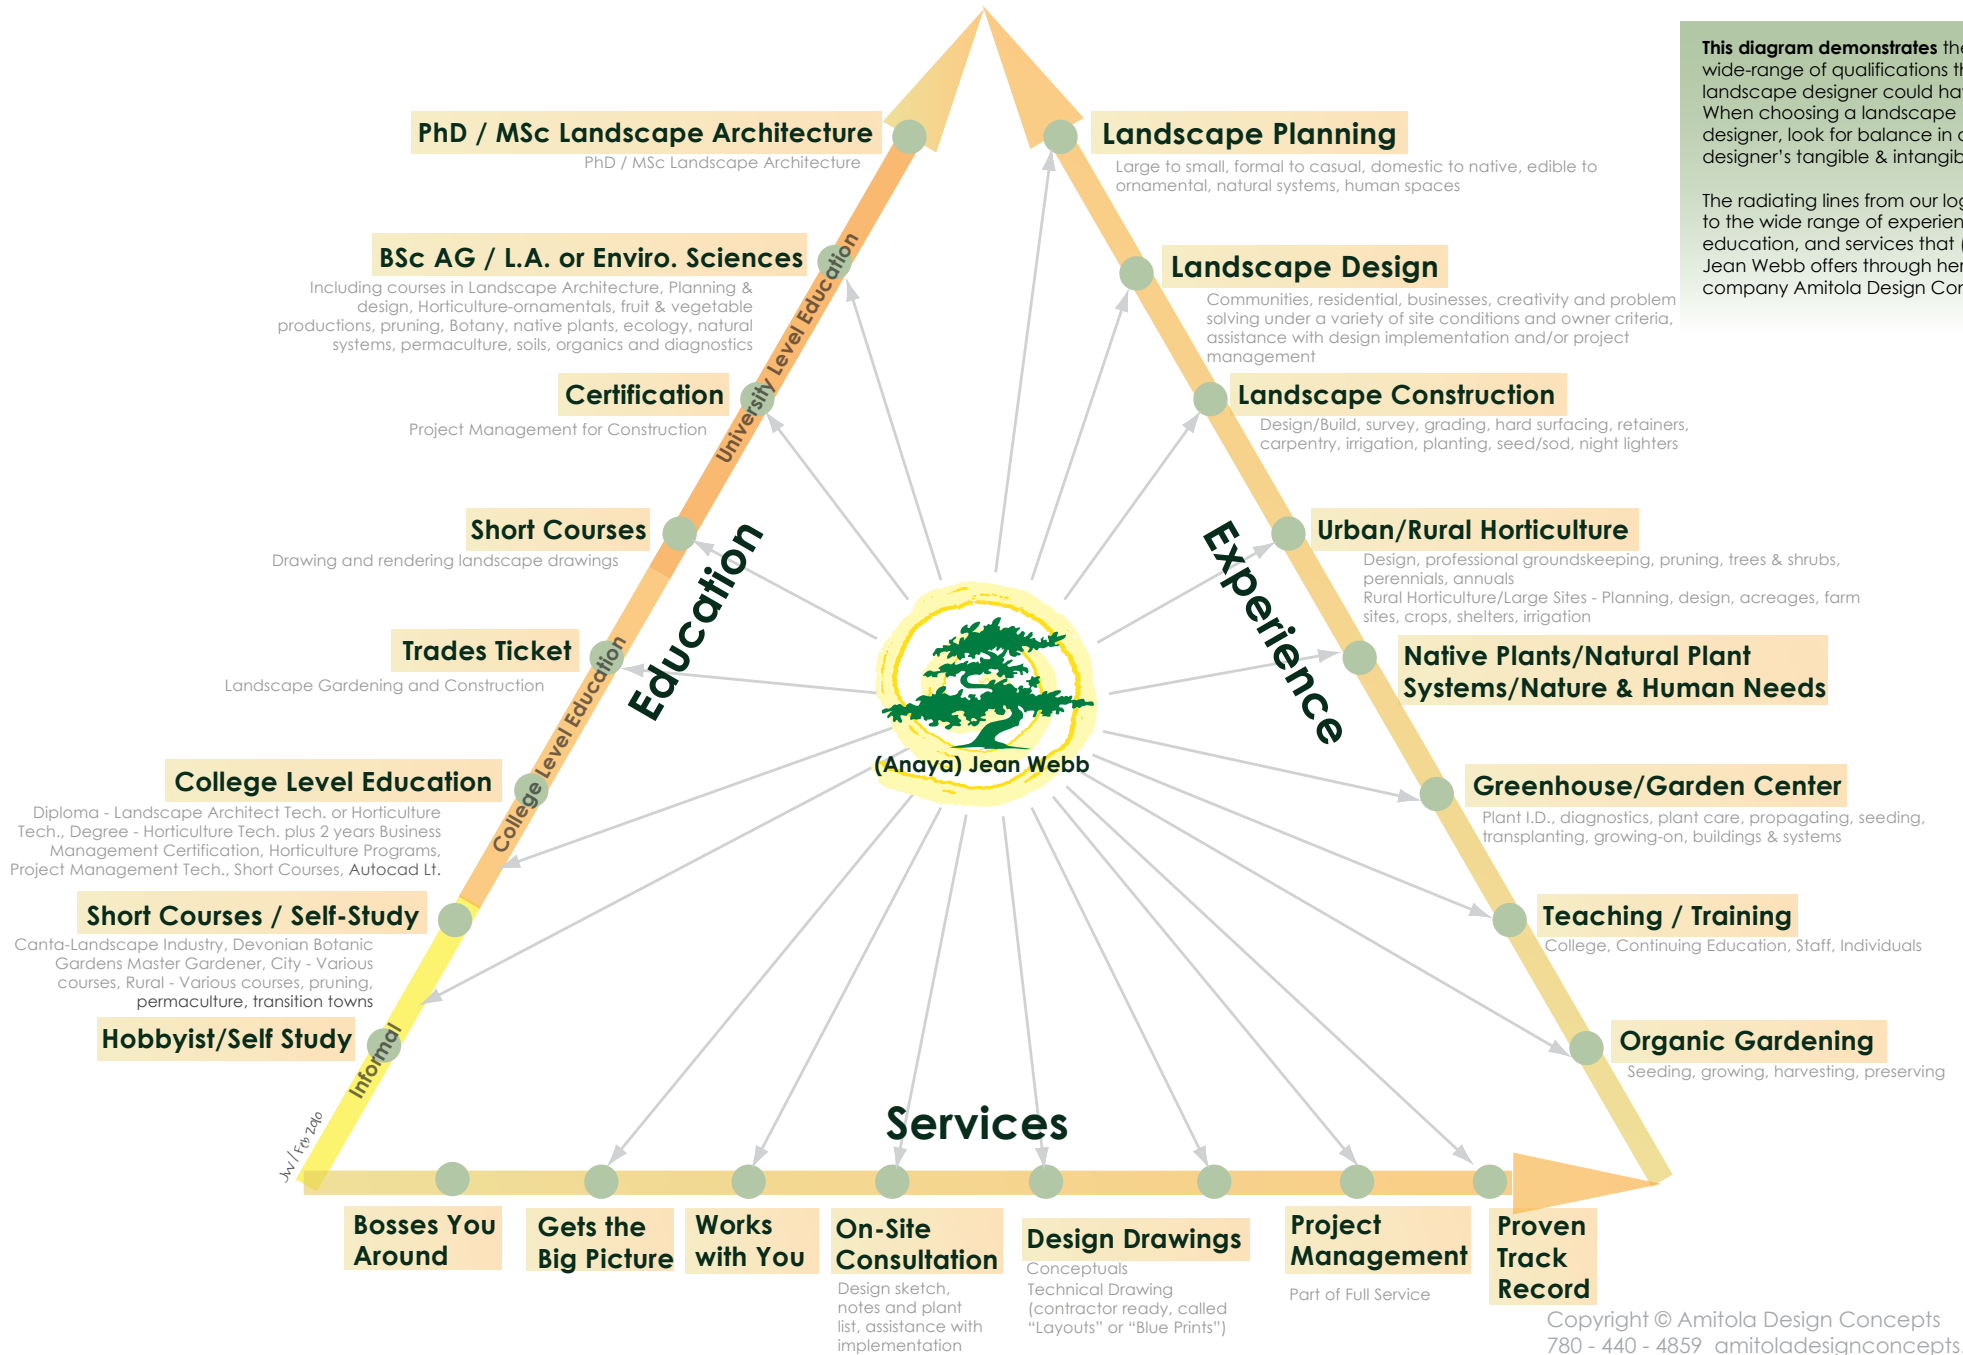 This diagram demonstrates the
wide-range of qualifications
landscape designer could
When choosing a landscape
designer, look for balance in
designer's tangible &
The radiating lines from our
to the wide range of
education, and services that
Jean Webb offers through
company Amitola Design
PhD / MSc Landscape Architecture
PhD / MSc Landscape Architecture
BSc AG / L.A. or Enviro. Sciences
Including courses in Landscape Architecture, Planning &
design, Horticulture-ornamentals, fruit & vegetable
productions, pruning, Botany, native plants, ecology, natural
systems, permaculture, soils, organics and diagnostics
Certification
Project Management for Construction
Short Courses
Drawing and rendering landscape drawings
Trades Ticket
Landscape Gardening and Construction
College Level Education
Diploma - Landscape Architect Tech. or Horticulture
Tech., Degree - Horticulture Tech. plus 2 years Business
Management Certification, Horticulture Programs,
Project Management Tech., Short Courses, Autocad Lt.
Short Courses / Self-Study
Canta-Landscape Industry, Devonian Botanic
Gardens Master Gardener, City - Various
courses, Rural - Various courses, pruning,
permaculture, transition towns
Hobbyist/Self Study
University Level Education
College Level Education
Informal
Education
Landscape Planning
Large to small, formal to casual, domestic to native, edible to
ornamental, natural systems, human spaces
Landscape Design
Communities, residential, businesses, creativity and problem
solving under a variety of site conditions and owner criteria,
assistance with design implementation and/or project
management
Landscape Construction
Design/Build, survey, grading, hard surfacing, retainers,
carpentry, irrigation, planting, seed/sod, night lighters
Urban/Rural Horticulture
Design, professional groundskeeping, pruning, trees & shrubs,
perennials, annuals
Rural Horticulture/Large Sites - Planning, design, acreages, farm
sites, crops, shelters, irrigation
Native Plants/Natural Plant
Systems/Nature & Human Needs
Greenhouse/Garden Center
Plant I.D., diagnostics, plant care, propagating, seeding,
transplanting, growing-on, buildings & systems
Teaching / Training
College, Continuing Education, Staff, Individuals
Organic Gardening
Seeding, growing, harvesting, preserving
Experience
(Anaya) Jean Webb
Services
/ Feb 2010
Bosses You
Around
Gets the
Big Picture
Works
with You
On-Site
Consultation
Design sketch,
notes and plant
list, assistance with
implementation
Design Drawings
Conceptuals
Technical Drawing
(contractor ready, called
“Layouts” or “Blue Prints”)
Project
Management
Part of Full Service
Proven
Track
Record
Copyright © Amitola Design Concepts
780 - 440 - 4859 amitoladesignconcepts.